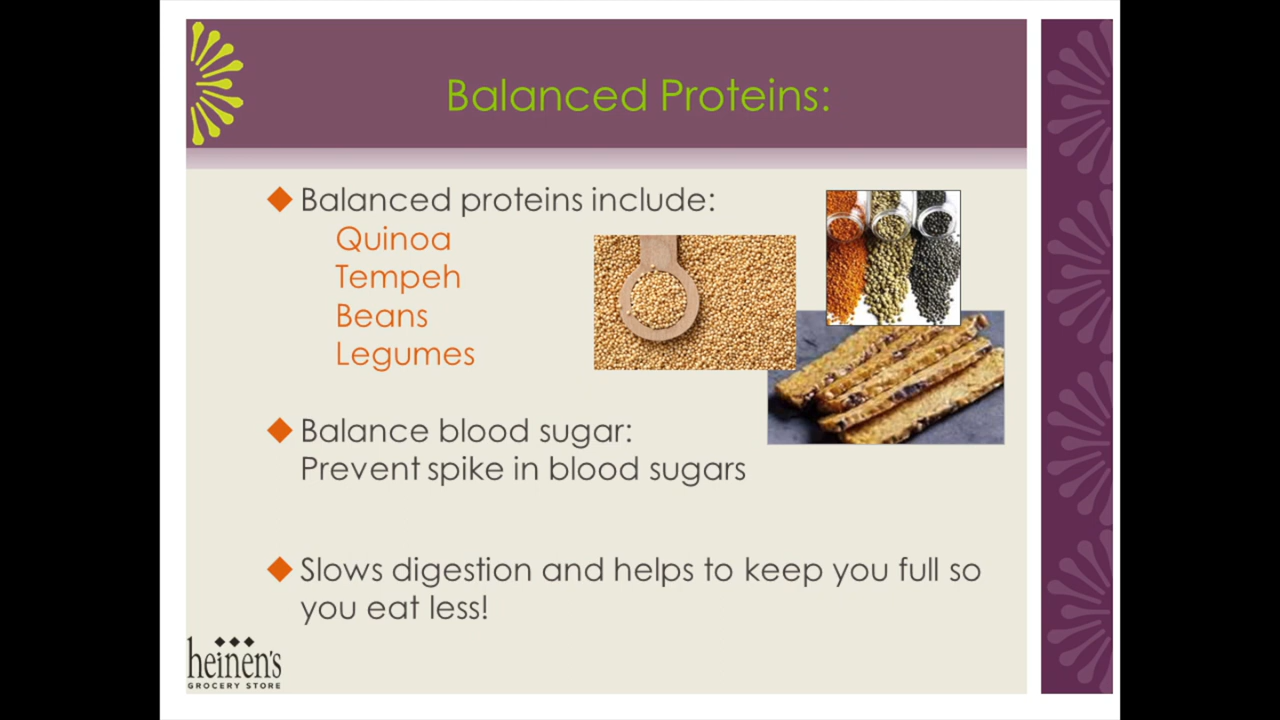 Balanced Proteins:
Balanced proteins include:
Quinoa
Tempeh
Beans
Legumes
Balance blood sugar:
Prevent spike in blood sugars
Slows digestion and helps to keep you full so
you eat less!
heinen's
GROCERY STORE